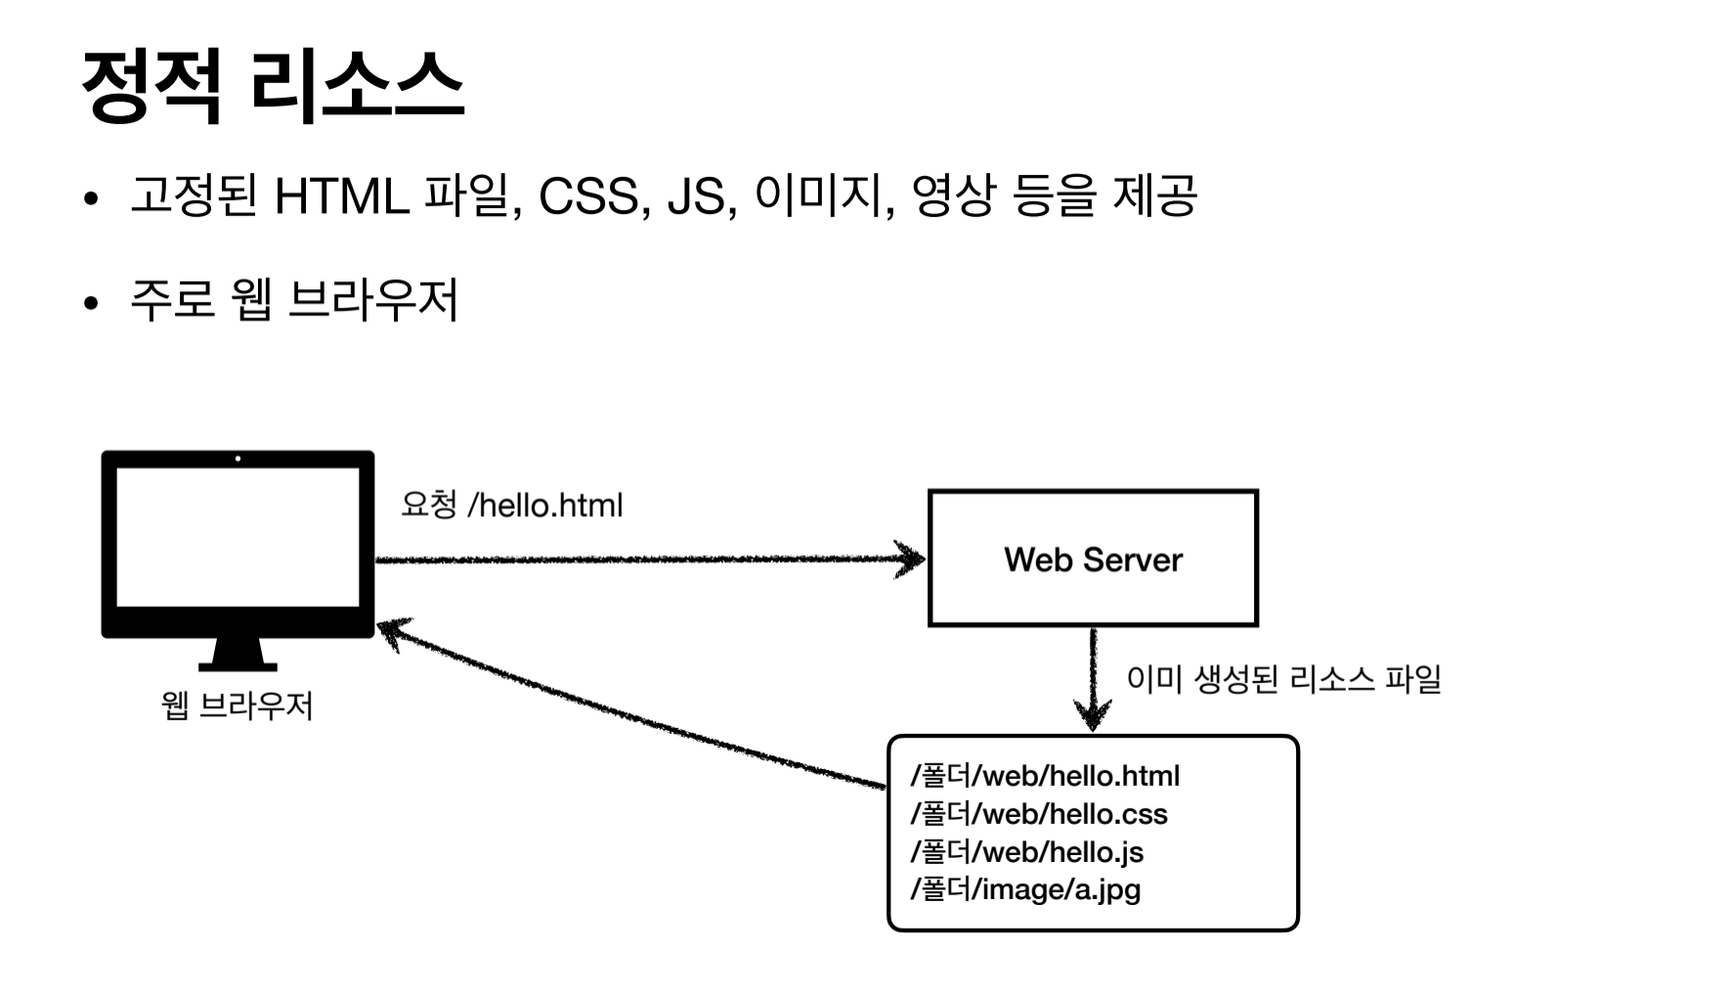 정적 리소스
• 고정된 HTML 파일, CSS, JS, 이미지, 영상 등을 제공
• 주로 웹 브라우저
요청 /hello.html
Web Server
이미 생성된 리소스 파일
웹 브라우저
/폴더/web/hello.html
/폴더/web/hello.css
/폴더/web/hello.js
/폴더/image/a.jpg